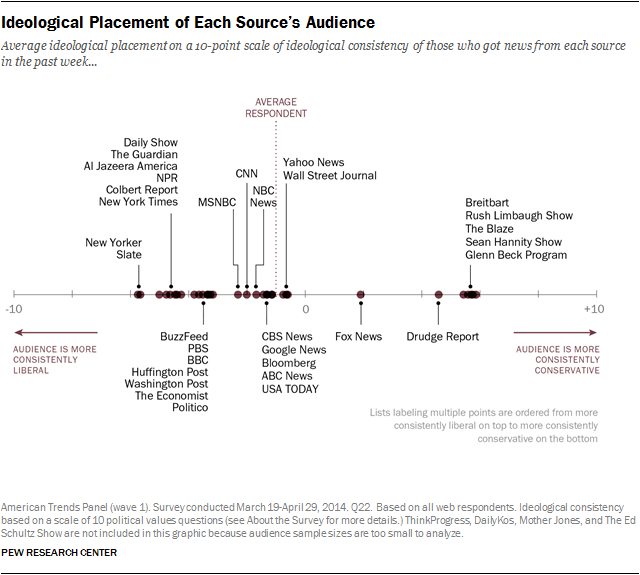 Ideological Placement of Each Source's Audience
Average ideological placement on a 10-point scale of ideological consistency of those who got news from each source
in the past week...
AVERAGE
RESPONDENT
Daily Show
The Guardian
Al Jazeera America
NPR
Colbert Report
New York Times
New Yorker
Slate
MSNBC
CNN
NBC
News
Yahoo News
Wall Street Journal
Breitbart
Rush Limbaugh Show
The Blaze
Sean Hannity Show
Glenn Beck Program
-10
0
+10
AUDIENCE IS MORE
CONSISTENTLY
LIBERAL
BuzzFeed
PBS
BBC
Huffington Post
Washington Post
The Economist
Politico
CBS News
Google News
Bloomberg
ABC News
USA TODAY
Fox News
Drudge Report
AUDIENCE IS MORE
CONSISTENTLY
CONSERVATIVE
Lists labeling multiple points are ordered from more
consistently liberal on top to more consistently
conservative on the bottom
American Trends Panel (wave 1). Survey conducted March 19-April 29, 2014. Q22. Based on all web respondents. Ideological consistency
based on a scale of 10 political values questions (see About the Survey for more details.) ThinkProgress, DailyKos, Mother Jones, and The Ed
Schultz Show are not included in this graphic because audience sample sizes are too small to analyze.
PEW RESEARCH CENTER